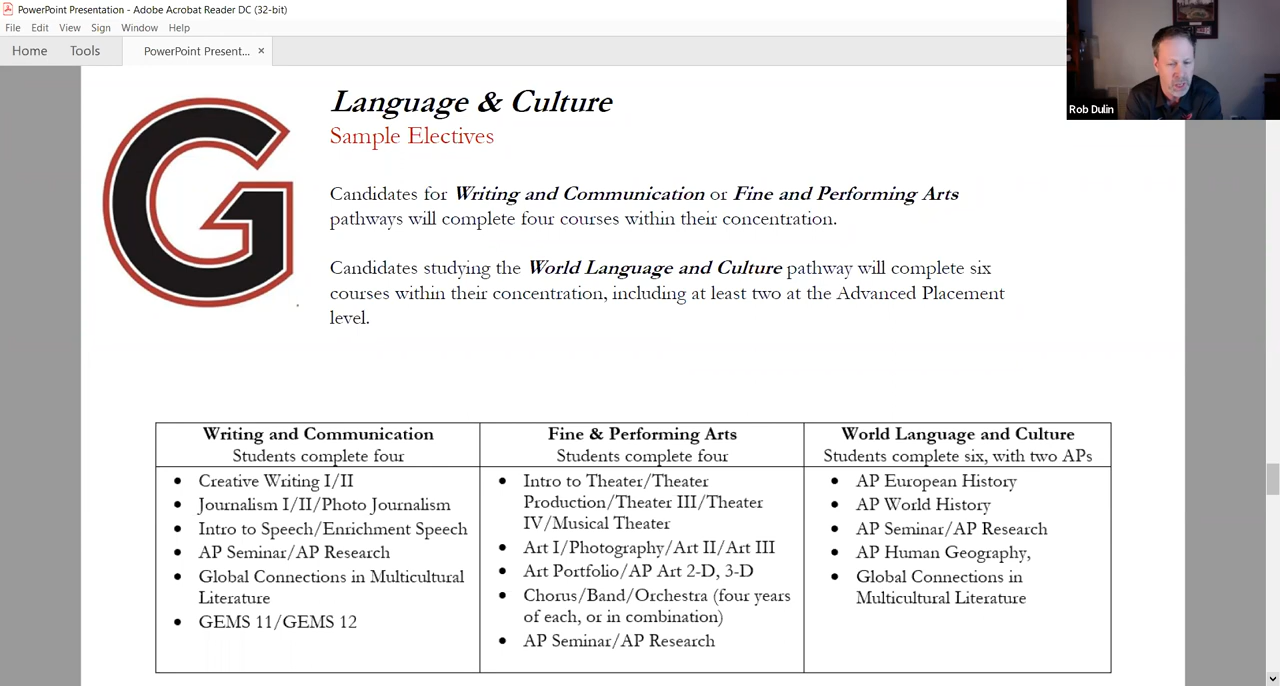 PowerPoint Presentation - Adobe Acrobat Reader DC (32-bit)
File Edit View Sign Window Help
Home Tools PowerPoint Present... ×
Rob Dulin
G
Language & Culture
Sample Electives
Candidates for Writing and Communication or Fine and Performing Arts
pathways will complete four courses within their concentration.
Candidates studying the World Language and Culture pathway will complete six
courses within their concentration, including at least two at the Advanced Placement
level.
Writing and Communication
Students complete four
• Creative Writing I/II
• Journalism I/II/Photo Journalism
• Intro to Speech/Enrichment Speech
• AP Seminar/AP Research
• Global Connections in Multicultural
Literature
• GEMS 11/GEMS 12
Fine & Performing Arts
Students complete four
• Intro to Theater/Theater
Production/Theater III/Theater
IV/Musical Theater
• Art I/Photography/Art II/Art III
• Art Portfolio/AP Art 2-D, 3-D
• Chorus/Band/Orchestra (four years
of each, or in combination)
• AP Seminar/AP Research
World Language and Culture
Students complete six, with two APs
• AP European History
• AP World History
• AP Seminar/AP Research
• AP Human Geography,
• Global Connections in
Multicultural Literature